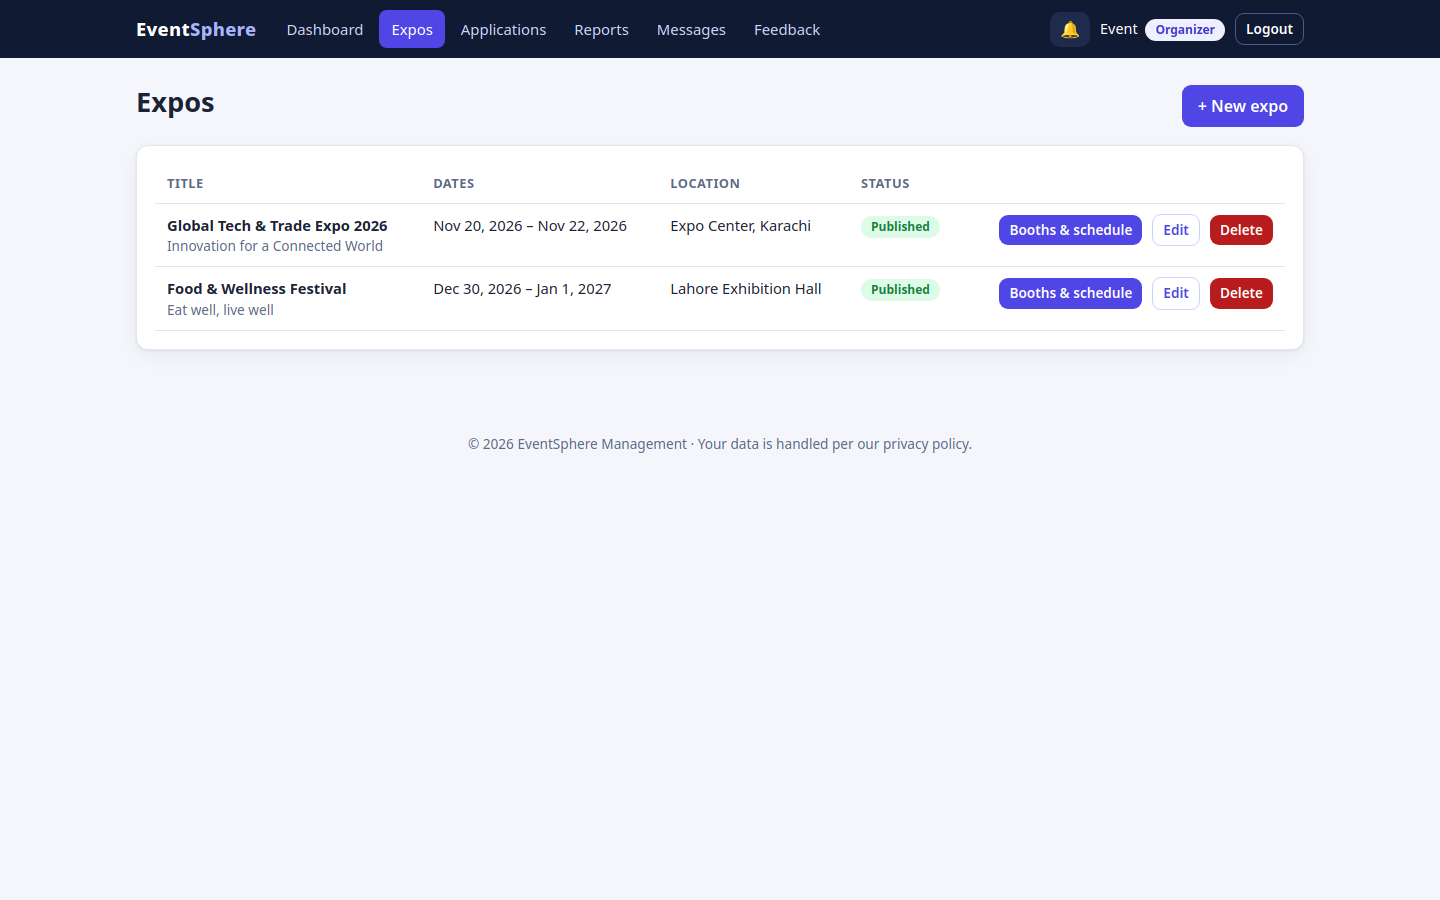 EventSphere Dashboard Expos Applications Reports Messages Feedback 🔔 Event Organizer Logout
Expos
+ New expo
TITLE DATES LOCATION STATUS
Global Tech & Trade Expo 2026 Nov 20, 2026 – Nov 22, 2026 Expo Center, Karachi Published Booths & schedule Edit Delete
Innovation for a Connected World
Food & Wellness Festival Dec 30, 2026 – Jan 1, 2027 Lahore Exhibition Hall Published Booths & schedule Edit Delete
Eat well, live well
© 2026 EventSphere Management · Your data is handled per our privacy policy.